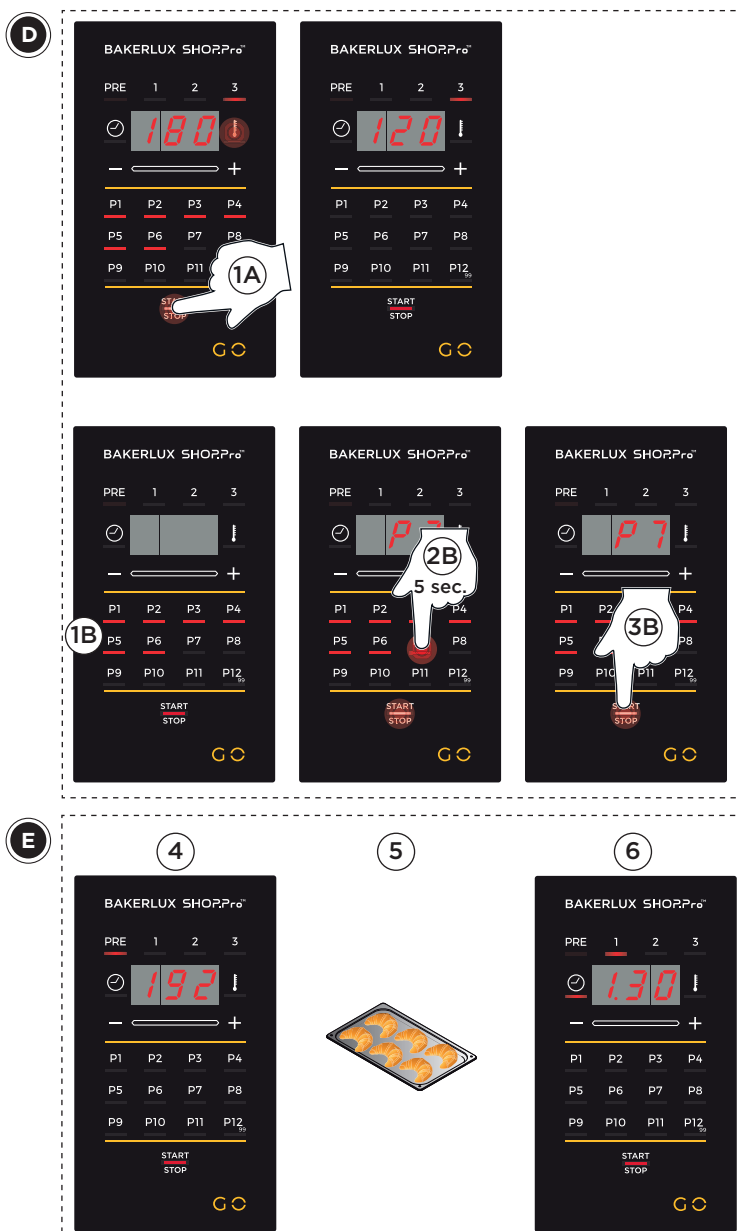 D
BAKERLUX SHOP.Pro™
PRE 1 2 3
180
− +
P1 P2 P3 P4
P5 P6 P7 P8
P9 P10 P11
1A
START
STOP
GO
BAKERLUX SHOP.Pro™
PRE 1 2 3
120
− +
P1 P2 P3 P4
P5 P6 P7 P8
P9 P10 P11 P12 99
START
STOP
GO
BAKERLUX SHOP.Pro™
PRE 1 2 3
− +
P1 P2 P3 P4
1B
P5 P6 P7 P8
P9 P10 P11 P12 99
START
STOP
GO
BAKERLUX SHOP.Pro™
PRE 1 2 3
P7
2B
5 sec.
−
P1 P2 P4
P5 P6 P8
P9 P10 P11 P12 99
START
STOP
GO
BAKERLUX SHOP.Pro™
PRE 1 2 3
P7
− +
P1 P2 P4
3B
P5 P8
P9 P10 P11 P12 99
START
STOP
GO
E
4
BAKERLUX SHOP.Pro™
PRE 1 2 3
192
− +
P1 P2 P3 P4
P5 P6 P7 P8
P9 P10 P11 P12 99
START
STOP
GO
5
6
BAKERLUX SHOP.Pro™
PRE 1 2 3
1.30
− +
P1 P2 P3 P4
P5 P6 P7 P8
P9 P10 P11 P12 99
START
STOP
GO